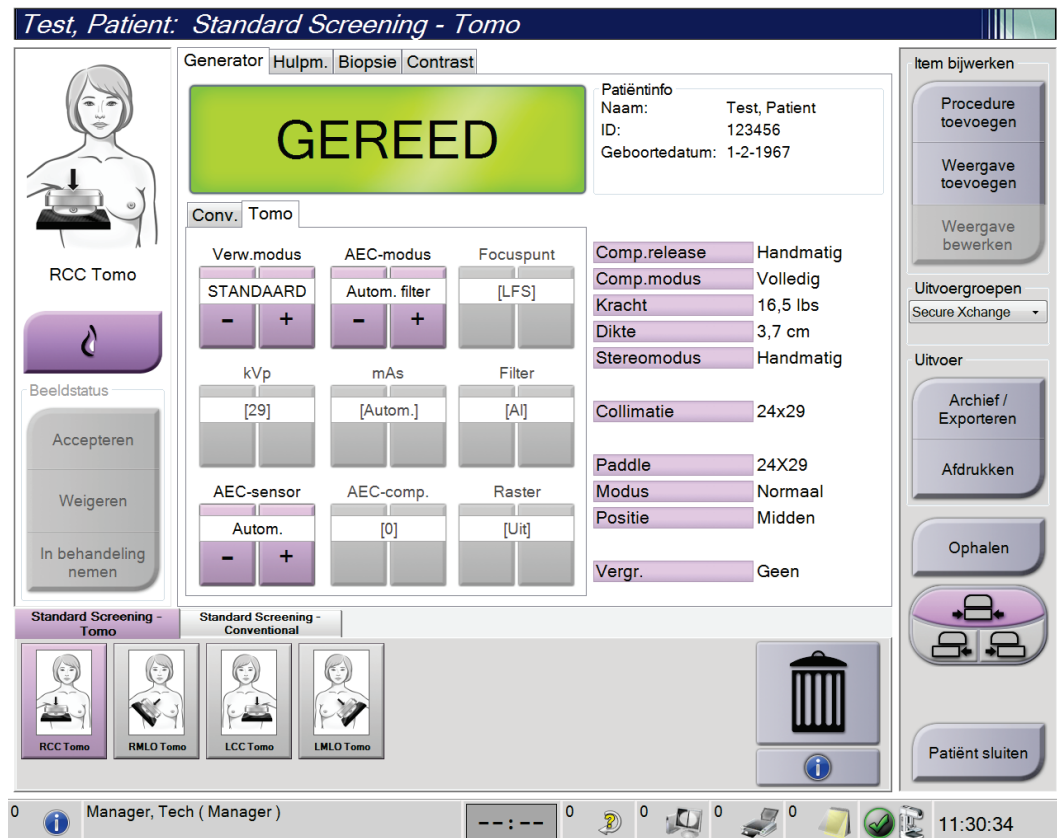 Test, Patient: Standard Screening - Tomo
RCC Tomo
Beeldstatus
Accepteren
Weigeren
In behandeling
nemen
Generator Hulpm. Biopsie Contrast
GEREED
Patiëntinfo
Naam: Test, Patient
ID: 123456
Geboortedatum: 1-2-1967
Conv. Tomo
Verw.modus AEC-modus Focuspunt
STANDAARD Autom. filter [LFS]
- + - +
kVp mAs Filter
[29] [Autom.] [Al]
AEC-sensor AEC-comp. Raster
Autom. [0] [Uit]
- +
Comp.release Handmatig
Comp.modus Volledig
Kracht 16,5 lbs
Dikte 3,7 cm
Stereomodus Handmatig
Collimatie 24x29
Paddle 24X29
Modus Normaal
Positie Midden
Vergr. Geen
Item bijwerken
Procedure
toevoegen
Weergave
toevoegen
Weergave
bewerken
Uitvoergroepen
Secure Xchange
Uitvoer
Archief /
Exporteren
Afdrukken
Ophalen
Patiënt sluiten
Standard Screening -
Tomo
Standard Screening -
Conventional
RCC Tomo RMLO Tomo LCC Tomo LMLO Tomo
0 Manager, Tech ( Manager ) --:-- 0 0 0 0 11:30:34